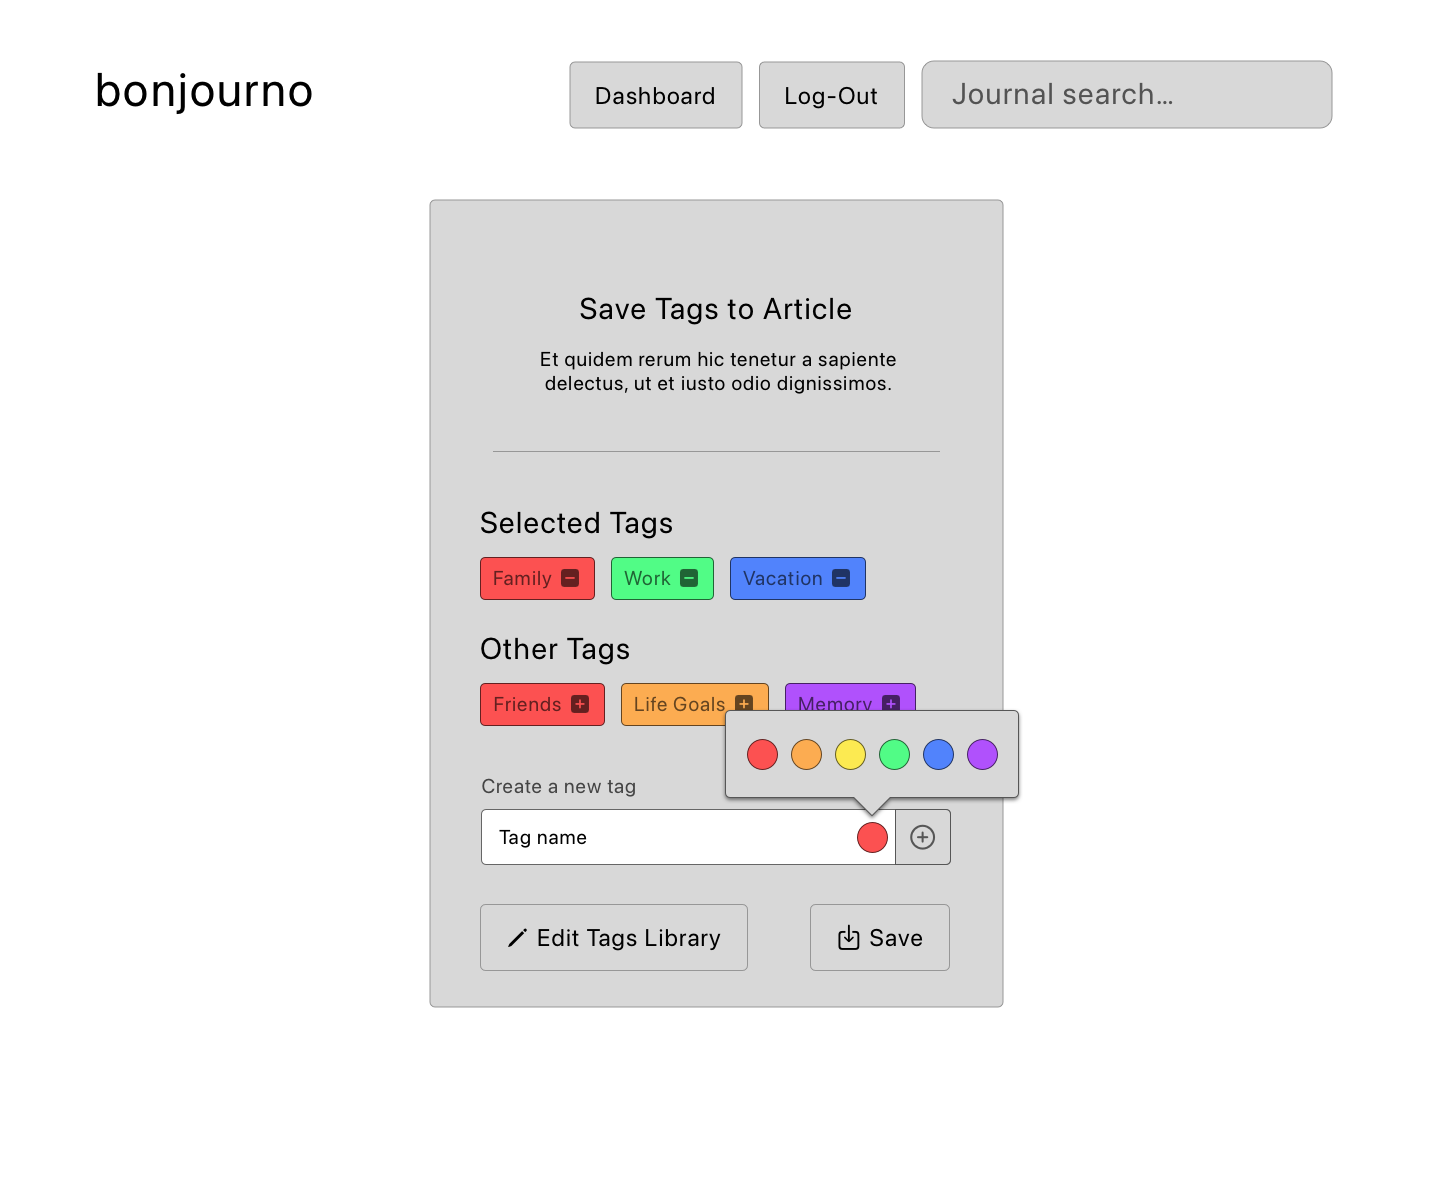 bonjourno
Dashboard
Log-Out
Journal search...
Save Tags to Article
Et quidem rerum hic tenetur a sapiente
delectus, ut et iusto odio dignissimos.
Selected Tags
Family
Work
Vacation
Other Tags
Friends
Life Goals
Memory
Create a new tag
Tag name
Edit Tags Library
Save